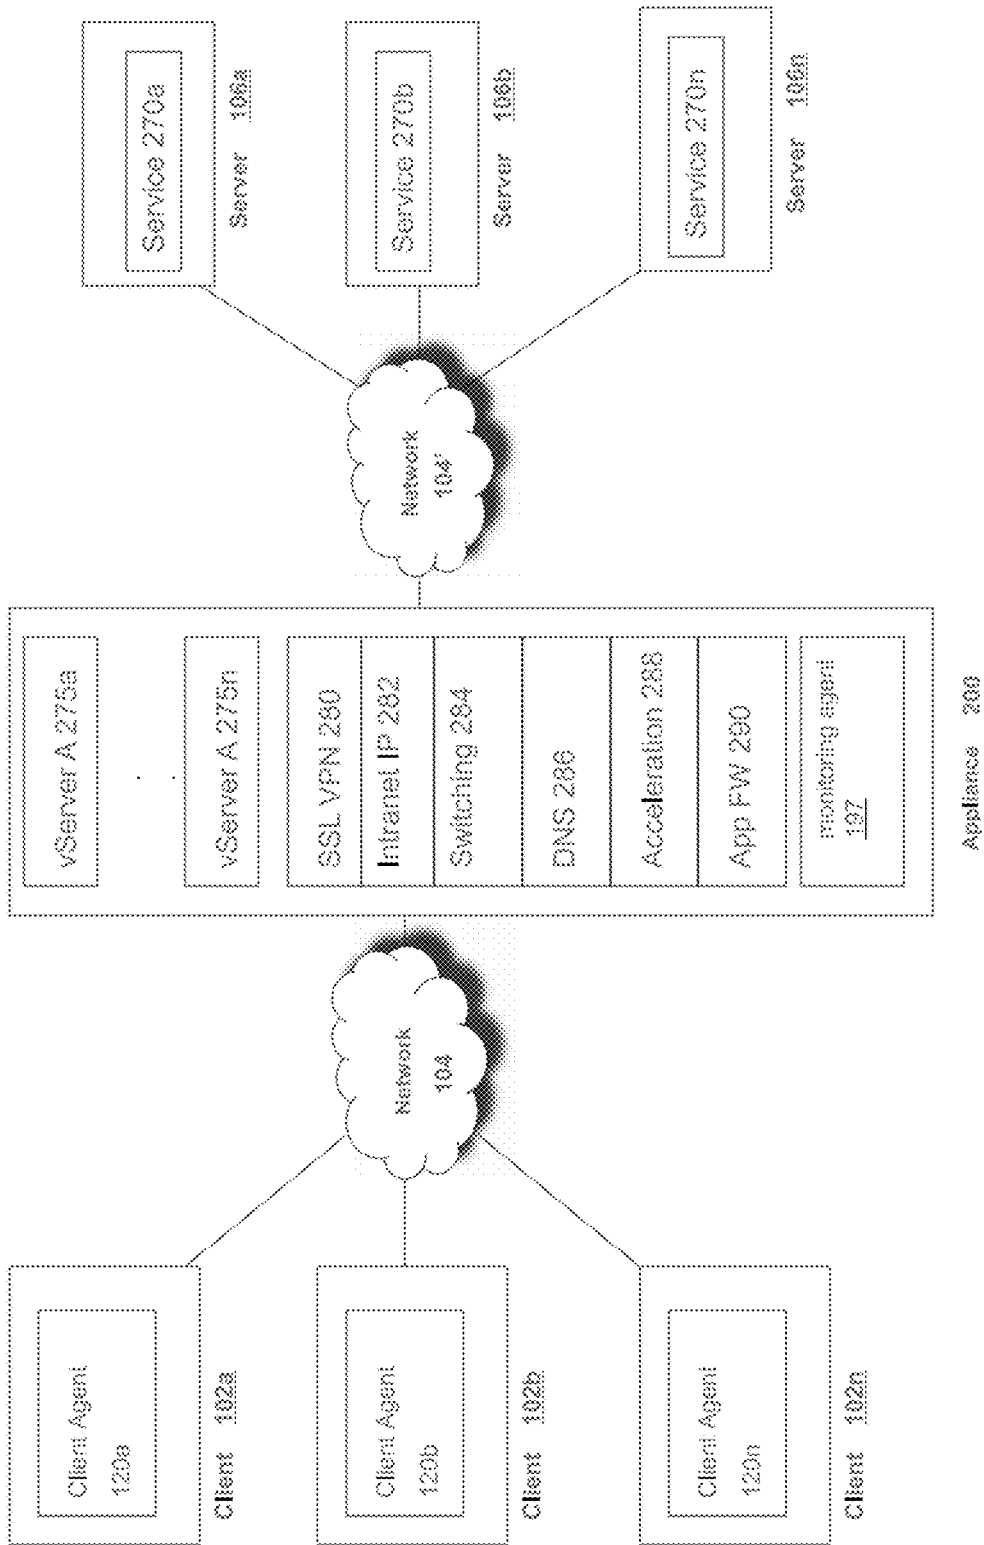 Client 102a
Client Agent
120a
Client 102b
Client Agent
120b
Client 102n
Client Agent
120n
Network
104
vServer A 275a
. .
vServer A 275n
SSL VPN 280
Intranet IP 282
Switching 284
DNS 286
Acceleration 288
App FW 290
monitoring agent
197
Appliance 200
Network
104'
Service 270a
Server 106a
Service 270b
Server 106b
Service 270n
Server 106n